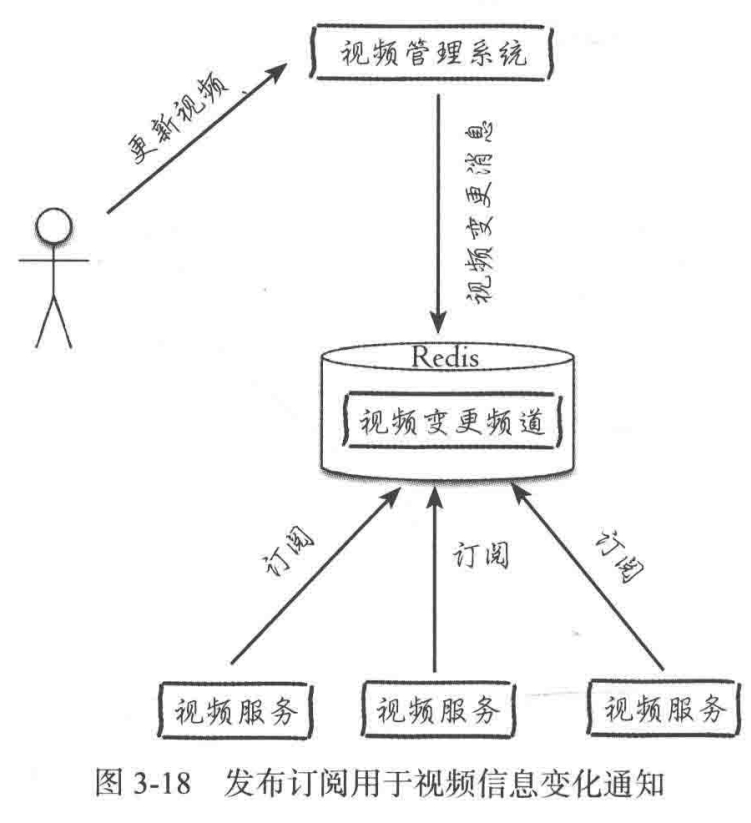 视频管理系统
更新视频
视频变更消息
Redis
视频变更频道
订阅
订阅
订阅
视频服务
视频服务
视频服务
图 3-18 发布订阅用于视频信息变化通知